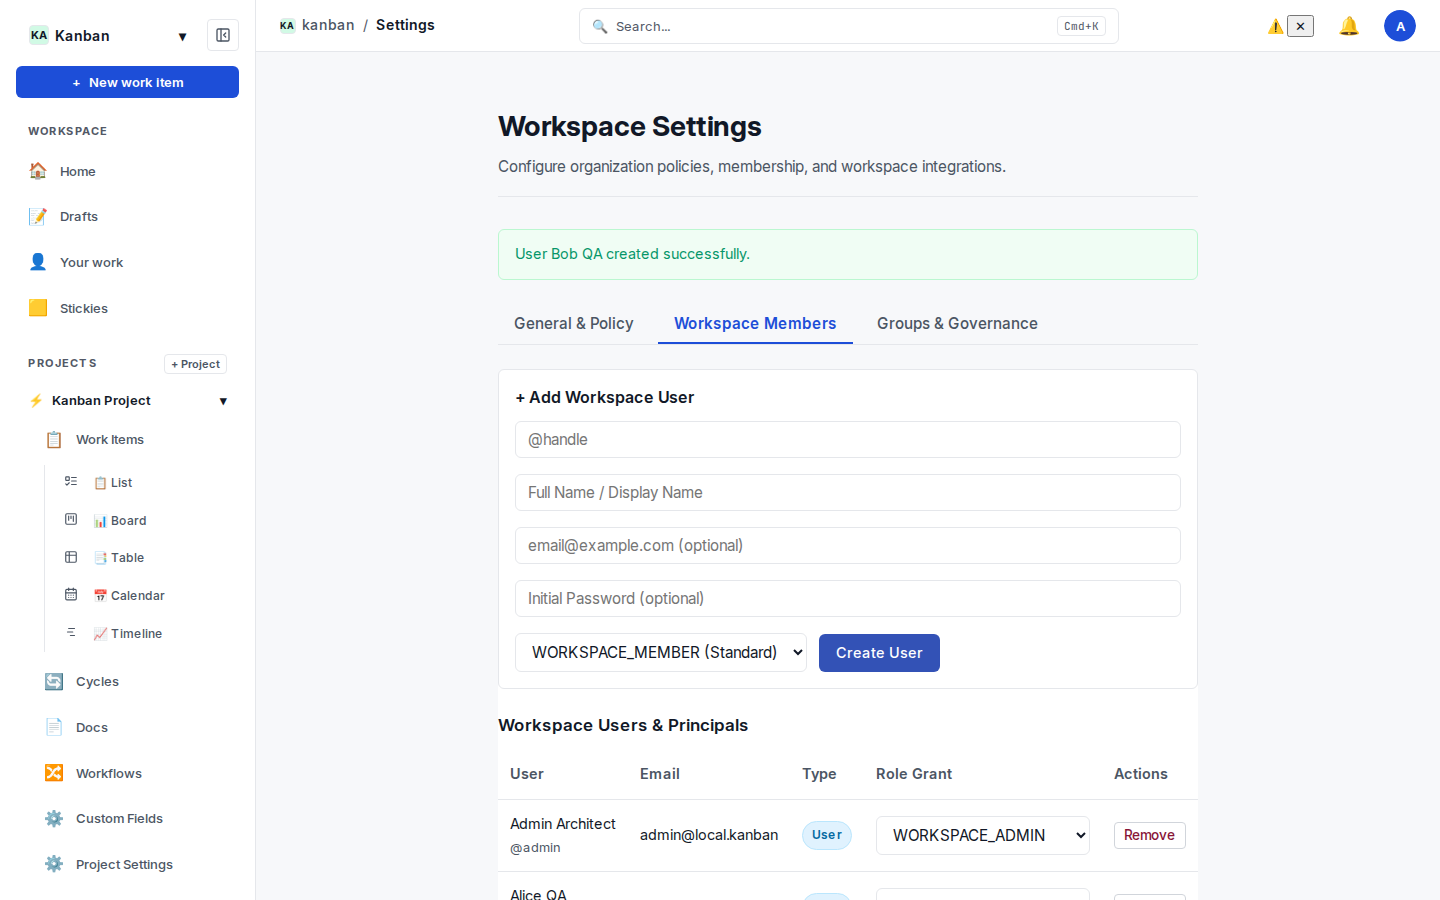 KA Kanban ▾
+ New work item
WORKSPACE
Home
Drafts
Your work
Stickies
PROJECTS
+ Project
Kanban Project ▾
Work Items
List
Board
Table
Calendar
Timeline
Cycles
Docs
Workflows
Custom Fields
Project Settings
KA kanban / Settings
Search...
Cmd+K
✕
A
Workspace Settings
Configure organization policies, membership, and workspace integrations.
User Bob QA created successfully.
General & Policy
Workspace Members
Groups & Governance
+ Add Workspace User
@handle
Full Name / Display Name
email@example.com (optional)
Initial Password (optional)
WORKSPACE_MEMBER (Standard)
Create User
Workspace Users & Principals
User Email Type Role Grant Actions
Admin Architect
@admin
admin@local.kanban
User
WORKSPACE_ADMIN
Remove
Alice QA